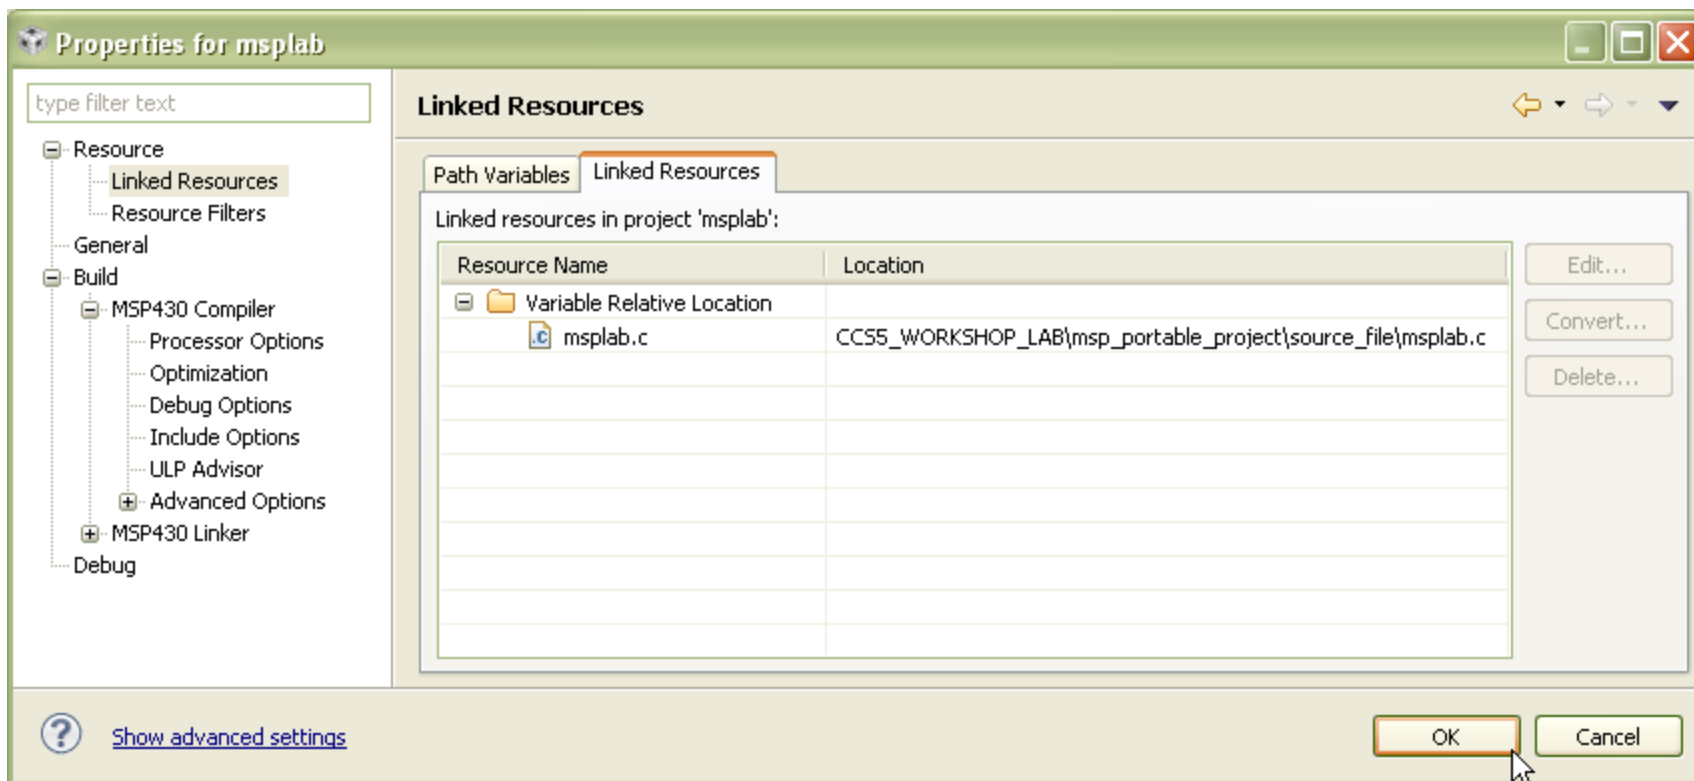 Properties for msplab
type filter text
Resource
Linked Resources
Resource Filters
General
Build
MSP430 Compiler
Processor Options
Optimization
Debug Options
Include Options
ULP Advisor
Advanced Options
MSP430 Linker
Debug
Linked Resources
Path Variables Linked Resources
Linked resources in project 'msplab':
Resource Name Location
Variable Relative Location
.c msplab.c CCS5_WORKSHOP_LAB\msp_portable_project\source_file\msplab.c
Edit...
Convert...
Delete...
? Show advanced settings
OK Cancel